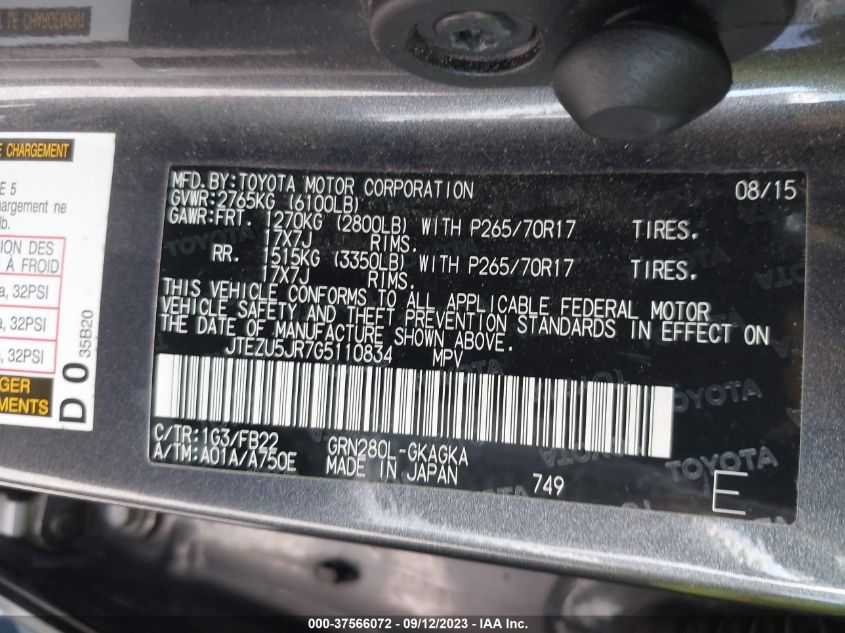 E DE CHARGEMENT
E CHARGEMENT
E 5
hargement ne
lb.
ION DES
À FROID
a, 32PSI
a, 32PSI
, 32PSI
GER
MENTS
D 0
35B20
MFD.BY:TOYOTA MOTOR CORPORATION 08/15
GVWR:2765KG (6100LB)
GAWR:FRT. 1270KG (2800LB) WITH P265/70R17 TIRES.
17X7J RIMS.
RR. 1515KG (3350LB) WITH P265/70R17 TIRES.
17X7J RIMS.
THIS VEHICLE CONFORMS TO ALL APPLICABLE FEDERAL MOTOR
VEHICLE SAFETY AND THEFT PREVENTION STANDARDS IN EFFECT ON
THE DATE OF MANUFACTURE SHOWN ABOVE.
JTEZU5JR7G5110834 MPV
C/TR:1G3/FB22 GRN280L-GKAGKA
A/TM:A01A/A750E MADE IN JAPAN 749 E
000-37566072 - 09/12/2023 - IAA Inc.